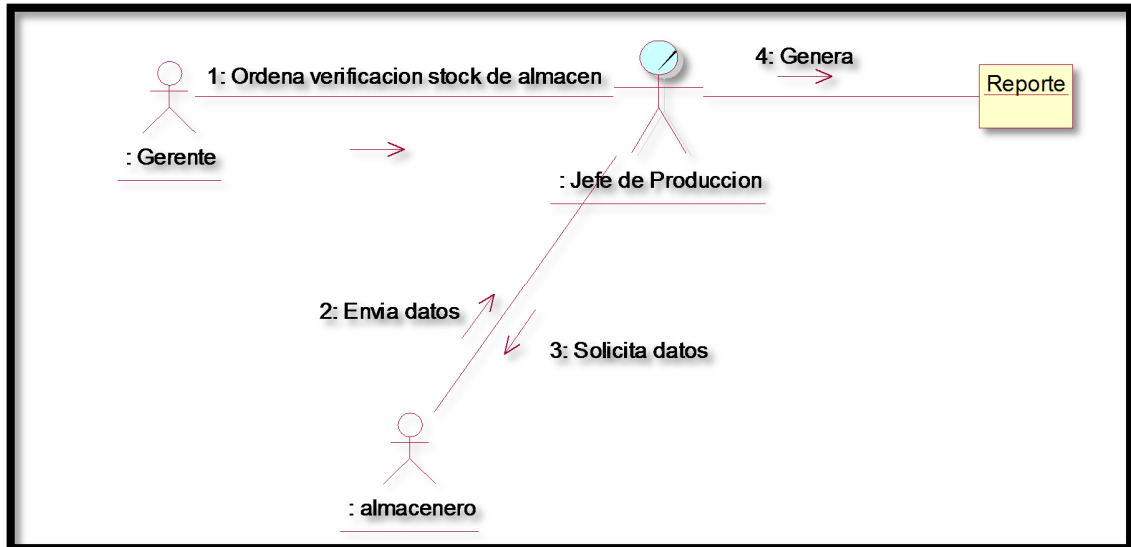 1: Ordena verificacion stock de almacen
4: Genera
Reporte
: Gerente
: Jefe de Produccion
2: Envia datos
3: Solicita datos
: almacenero